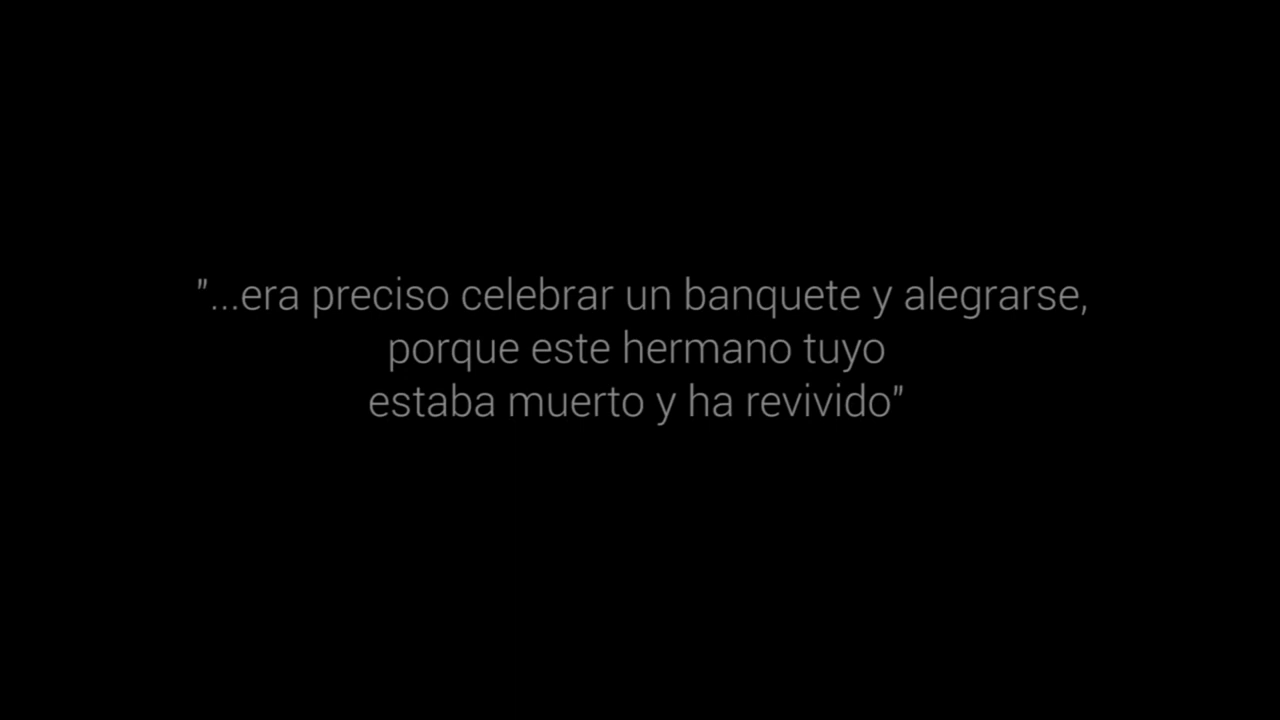 "...era preciso celebrar un banquete y alegrarse,
porque este hermano tuyo
estaba muerto y ha revivido"